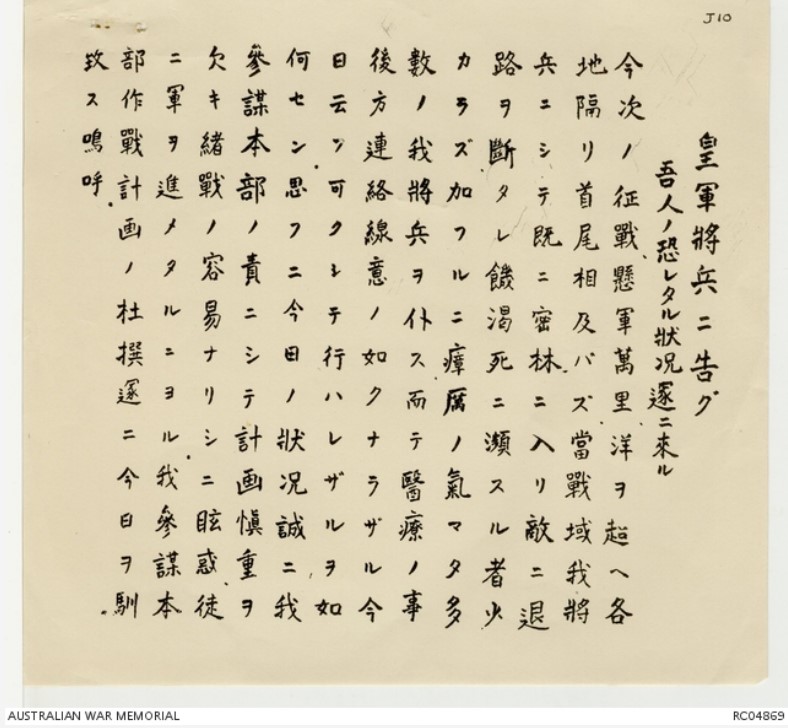 J10
皇軍將兵ニ告グ
吾人ノ恐レタル狀况遂ニ來ル
今次ノ征戰、懸軍萬里、洋ヲ超ヘ各
地隔リ首尾相及バズ、當戰域我將
兵ニシテ既ニ密林ニ入リ敵ニ退
路ヲ斷タレ饑渴死ニ瀕スル者少
カラズ加フルニ瘴厲ノ氣マタ多
數ノ我將兵ヲ仆ス而テ醫療ノ事
後方連絡線意ノ如クナラザル今
日云フ可クシテ行ハレザルヲ如
何セン.思フニ今日ノ狀况誠ニ我
參謀本部ノ責ニシテ計画愼重ヲ
欠キ緒戰ノ容易ナリシニ眩惑、徒
ニ軍ヲ進メタルニヨル.我參謀本
部作戰計画ノ杜撰遂ニ今日ヲ馴
致ス嗚呼.
AUSTRALIAN WAR MEMORIAL
RC04869